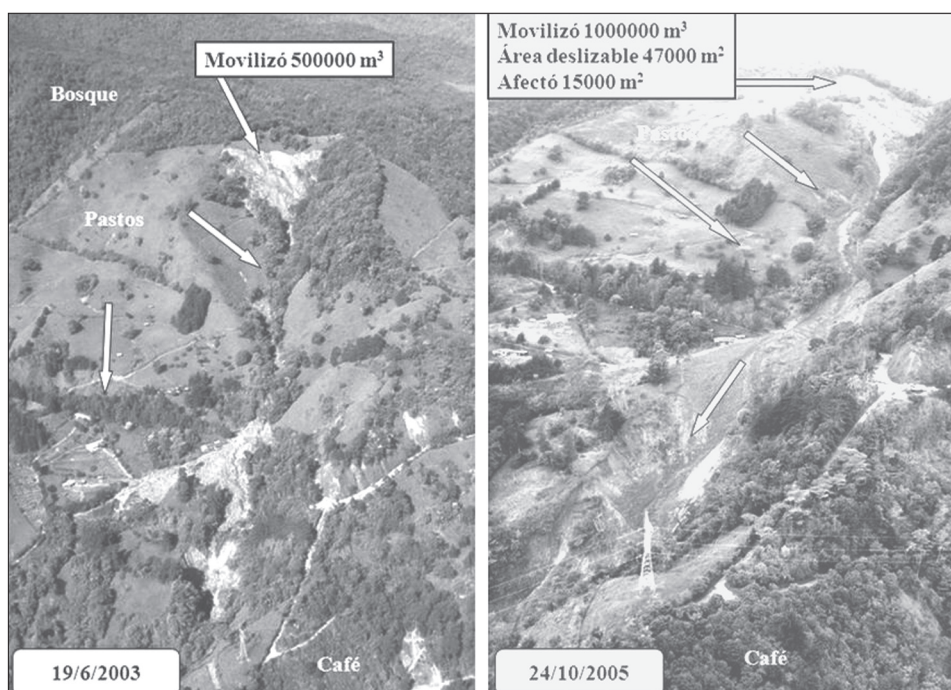 Movilizó 500000 m³
Bosque
Pastos
Café
19/6/2003
Movilizó 1000000 m³
Área deslizable 47000 m²
Afectó 15000 m²
Pastos
Café
24/10/2005